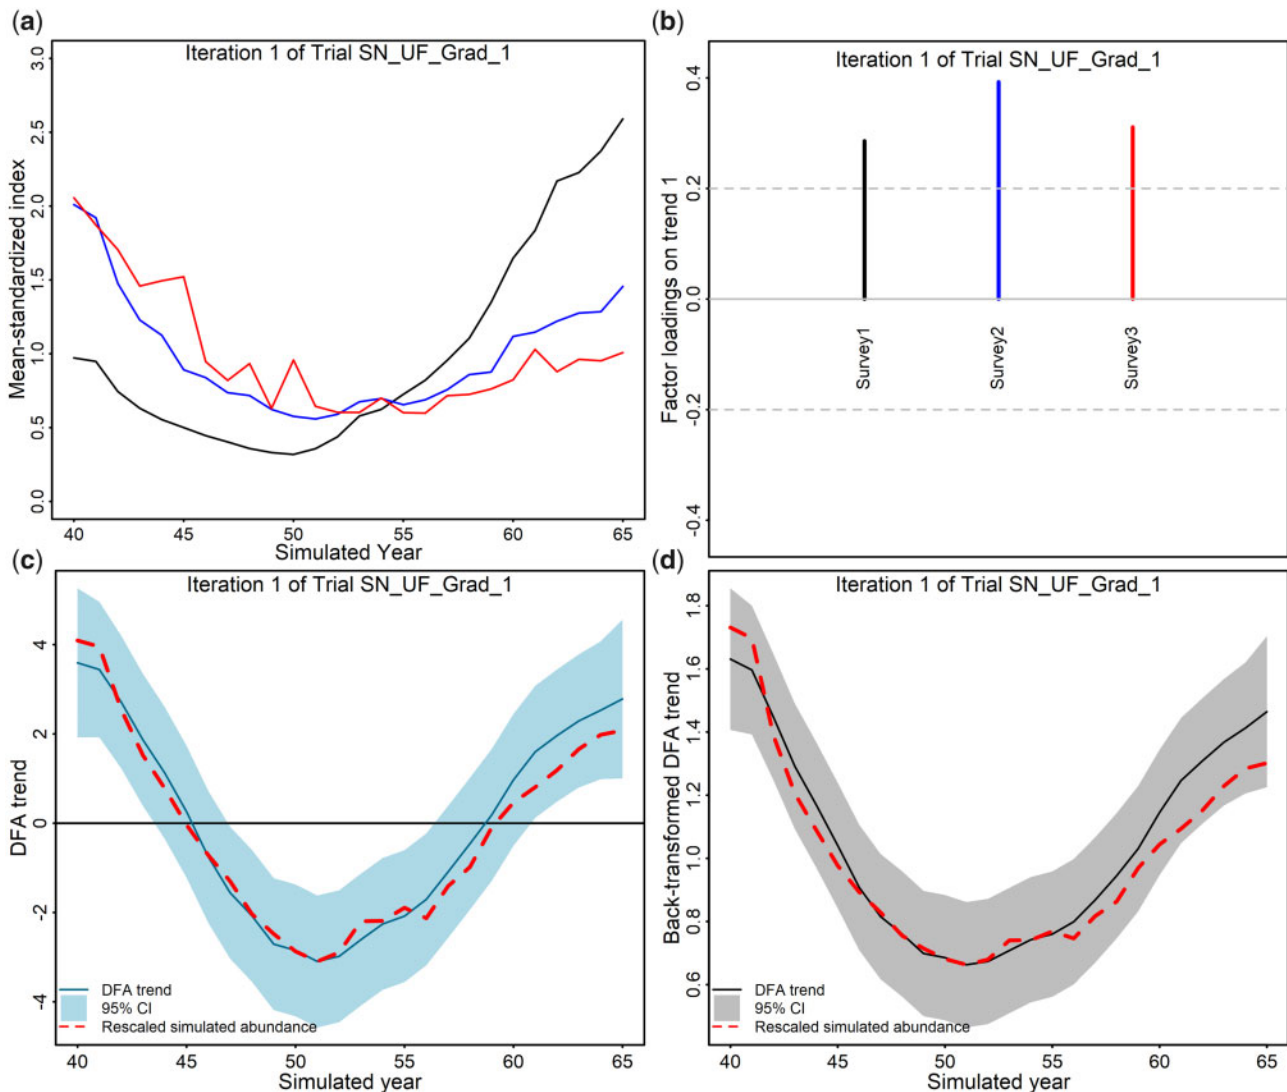 (a)
Iteration 1 of Trial SN_UF_Grad_1
Mean-standardized index
3.0
2.5
2.0
1.5
1.0
0.5
0.0
40 45 50 55 60 65
Simulated Year
(b)
Iteration 1 of Trial SN_UF_Grad_1
Factor loadings on trend 1
0.4
0.2
0.0
-0.2
-0.4
Survey1
Survey2
Survey3
(c)
Iteration 1 of Trial SN_UF_Grad_1
DFA trend
4
2
0
-2
-4
DFA trend
95% CI
Rescaled simulated abundance
40 45 50 55 60 65
Simulated year
(d)
Iteration 1 of Trial SN_UF_Grad_1
Back-transformed DFA trend
1.8
1.6
1.4
1.2
1.0
0.8
0.6
DFA trend
95% CI
Rescaled simulated abundance
40 45 50 55 60 65
Simulated year